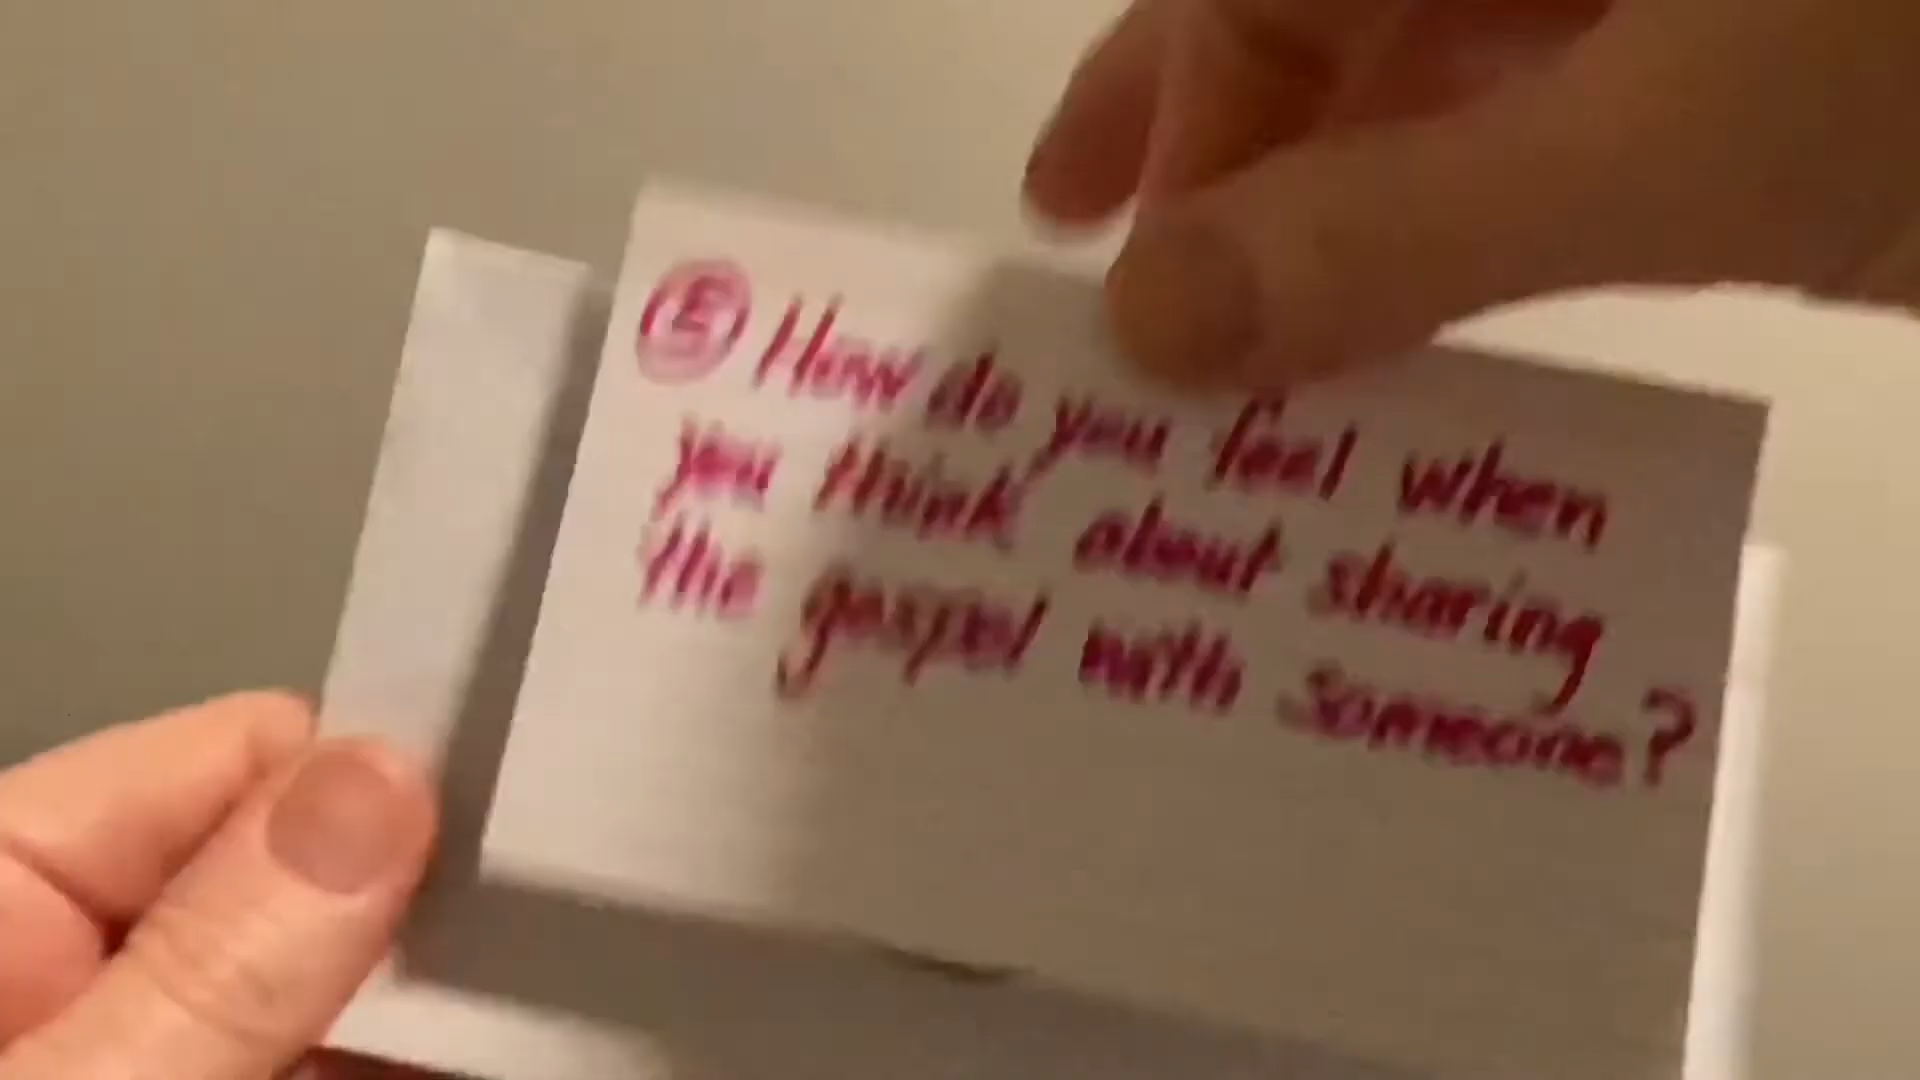 ⑤ How do you feel when
you think about sharing
the gospel with someone?